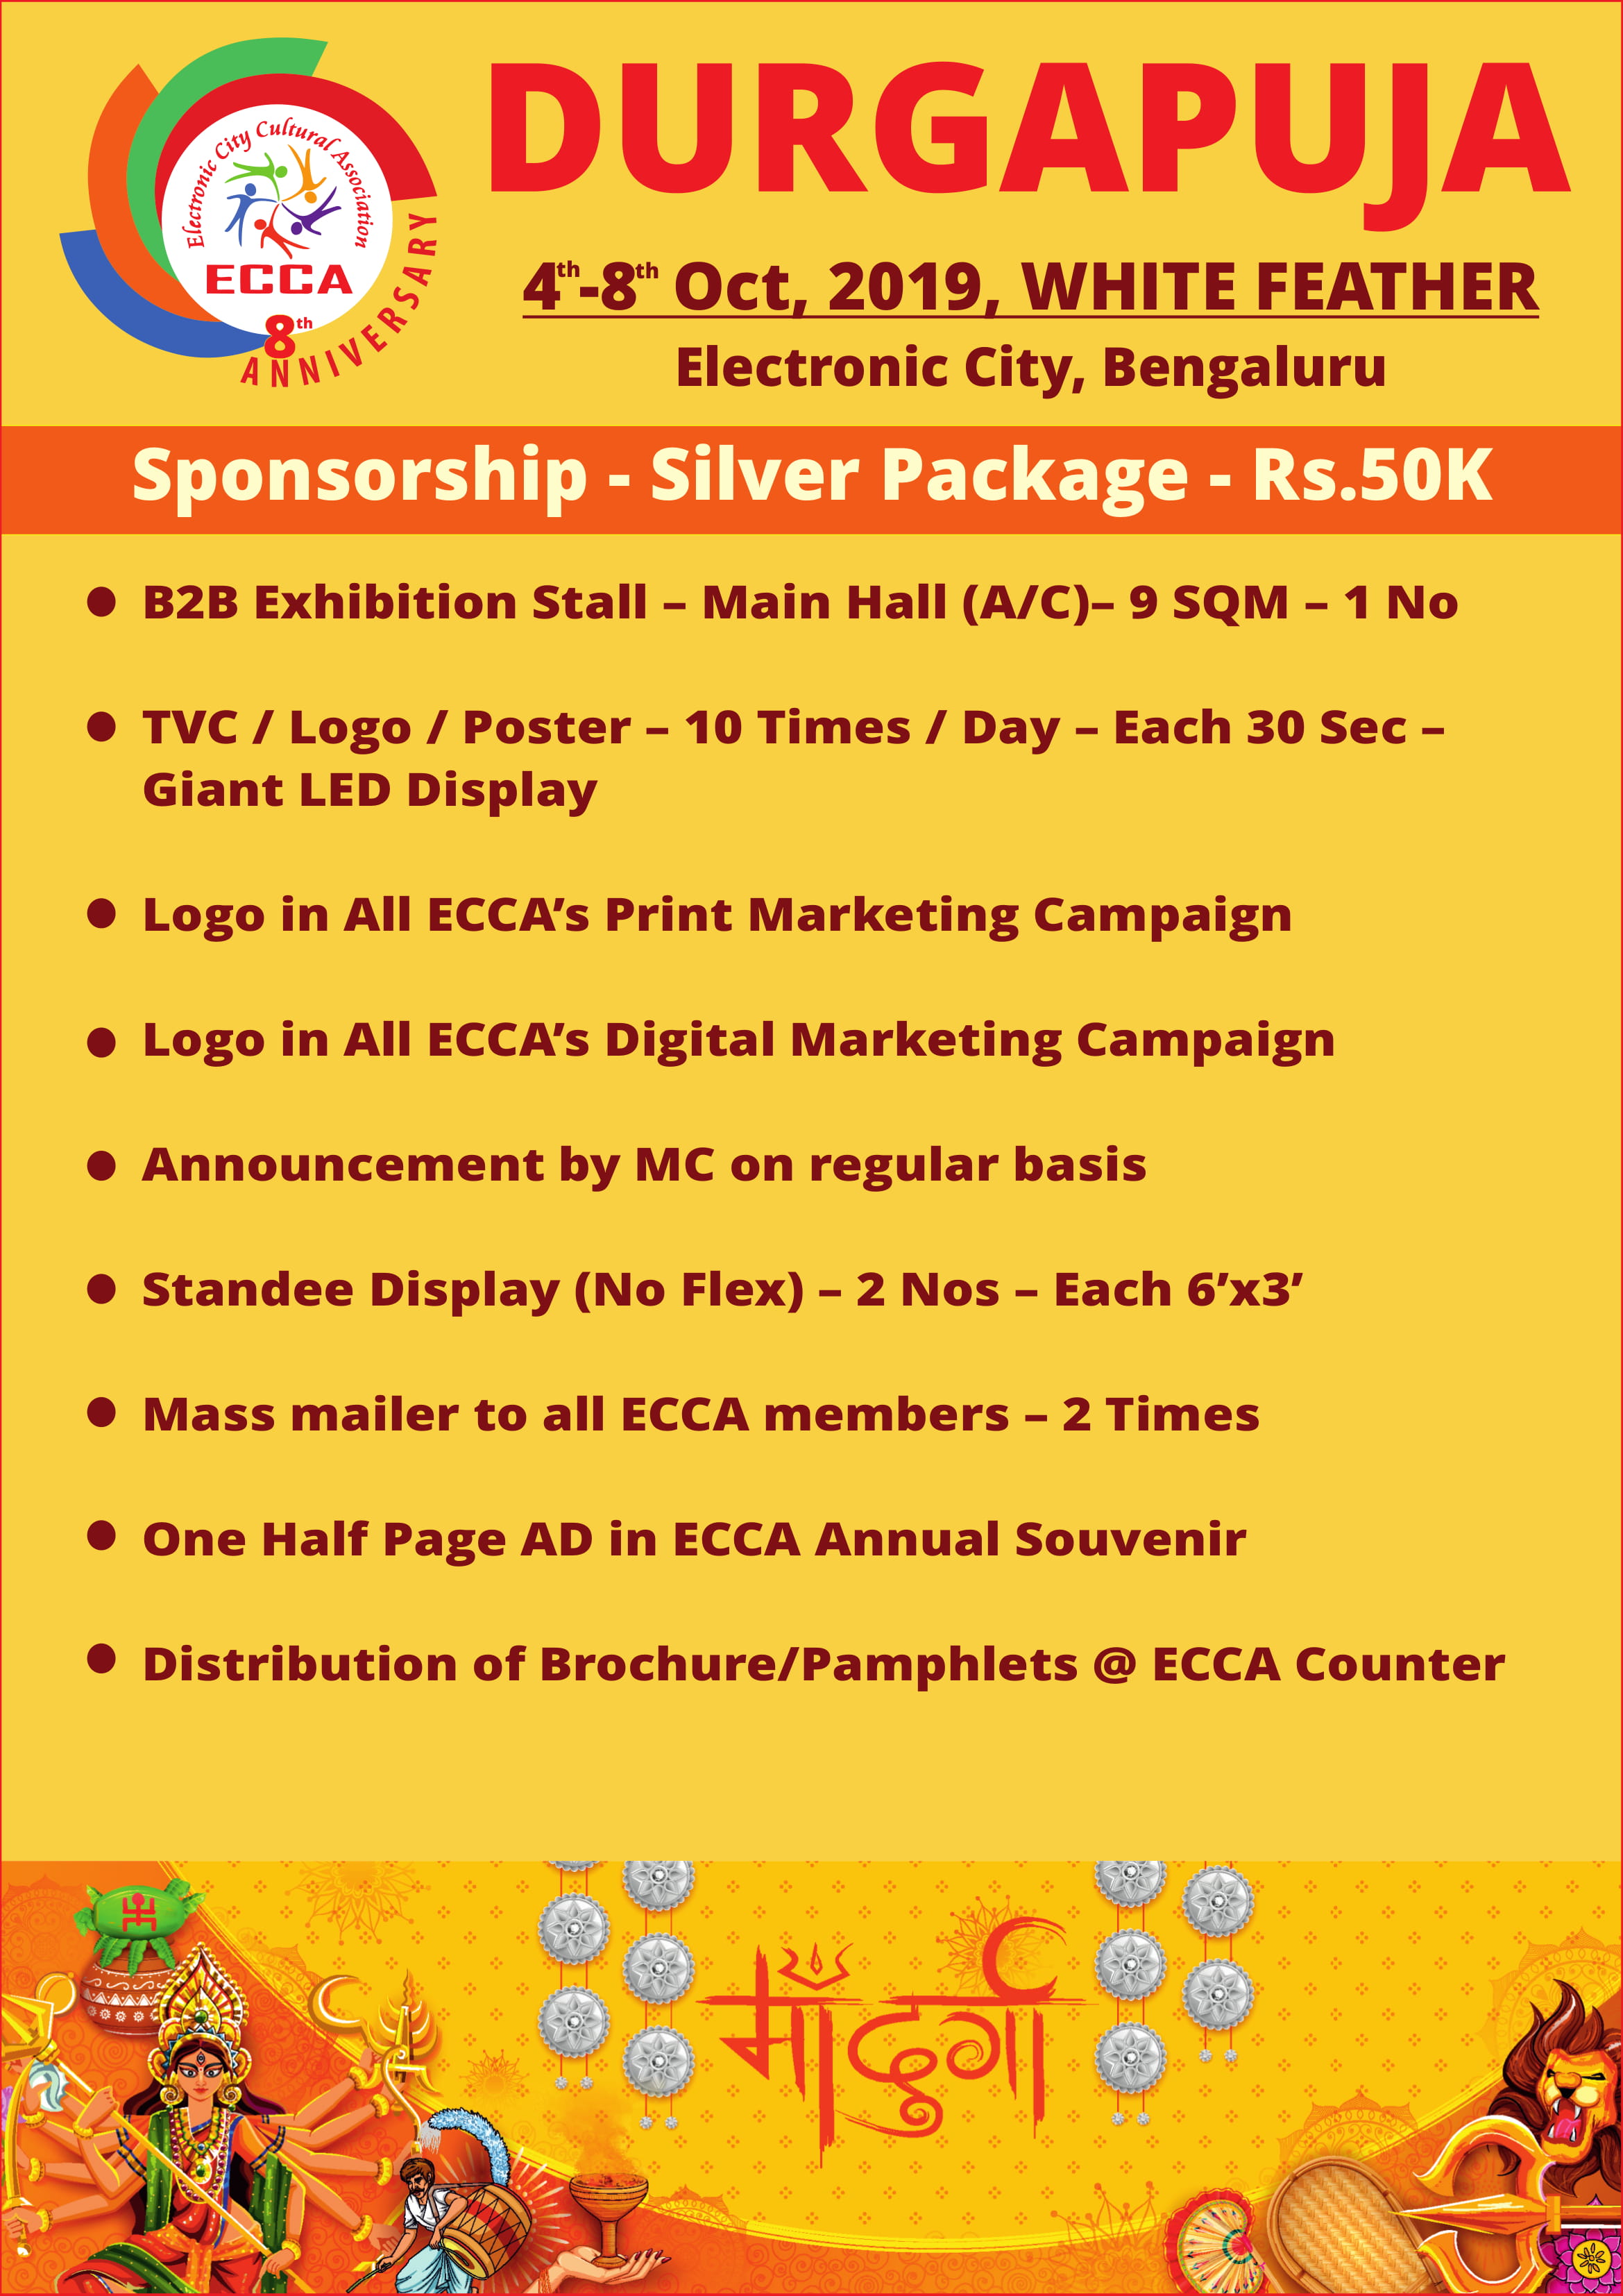 Electronic City Cultural Association
ECCA
8th
ANNIVERSARY
DURGAPUJA
4th-8th Oct, 2019, WHITE FEATHER
Electronic City, Bengaluru
Sponsorship - Silver Package - Rs.50K
● B2B Exhibition Stall – Main Hall (A/C)– 9 SQM – 1 No
● TVC / Logo / Poster – 10 Times / Day – Each 30 Sec –
Giant LED Display
● Logo in All ECCA’s Print Marketing Campaign
● Logo in All ECCA’s Digital Marketing Campaign
● Announcement by MC on regular basis
● Standee Display (No Flex) – 2 Nos – Each 6’x3’
● Mass mailer to all ECCA members – 2 Times
● One Half Page AD in ECCA Annual Souvenir
● Distribution of Brochure/Pamphlets @ ECCA Counter
माँ दुर्गा